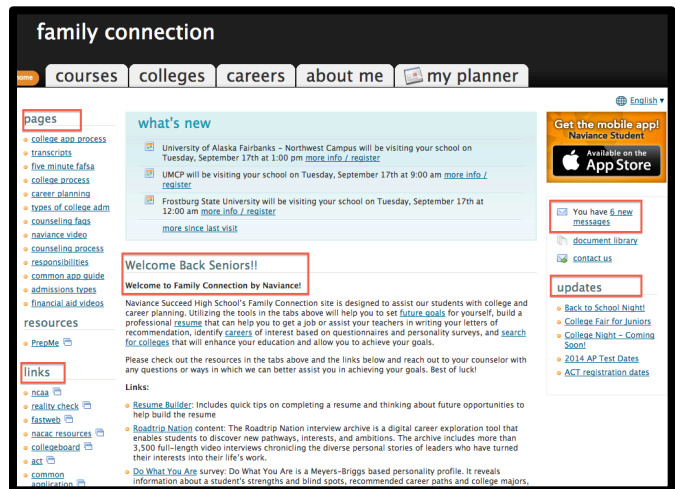 family connection
home
courses
colleges
careers
about me
my planner
English
pages
college app process
transcripts
five minute fafsa
college process
career planning
types of college adm
counseling faqs
naviance video
counseling process
responsibilities
common app guide
admissions types
financial aid videos
resources
PrepMe
links
ncaa
reality check
fastweb
nacac resources
collegeboard
act
common
application
what's new
University of Alaska Fairbanks – Northwest Campus will be visiting your school on
Tuesday, September 17th at 1:00 pm more info / register
UMCP will be visiting your school on Tuesday, September 17th at 9:00 am more info /
register
Frostburg State University will be visiting your school on Tuesday, September 17th at
12:00 am more info / register
more since last visit
Welcome Back Seniors!!
Welcome to Family Connection by Naviance!
Naviance Succeed High School's Family Connection site is designed to assist our students with college and
career planning. Utilizing the tools in the tabs above will help you to set future goals for yourself, build a
professional resume that can help you to get a job or assist your teachers in writing your letters of
recommendation, identify careers of interest based on questionnaires and personality surveys, and search
for colleges that will enhance your education and allow you to achieve your goals.
Please check out the resources in the tabs above and the links below and reach out to your counselor with
any questions or ways in which we can better assist you in achieving your goals. Best of luck!
Links:
Resume Builder: Includes quick tips on completing a resume and thinking about future opportunities to
help build the resume
Roadtrip Nation content: The Roadtrip Nation interview archive is a digital career exploration tool that
enables students to discover new pathways, interests, and ambitions. The archive includes more than
3,500 full-length video interviews chronicling the diverse personal stories of leaders who have turned
their interests into their life's work.
Do What You Are survey: Do What You Are is a Meyers-Briggs based personality profile. It reveals
information about a student's strengths and blind spots, recommended career paths and college majors,
Get the mobile app!
Naviance Student
Available on the
App Store
You have 6 new
messages
document library
contact us
updates
Back to School Night!
College Fair for Juniors
College Night – Coming
Soon!
2014 AP Test Dates
ACT registration dates